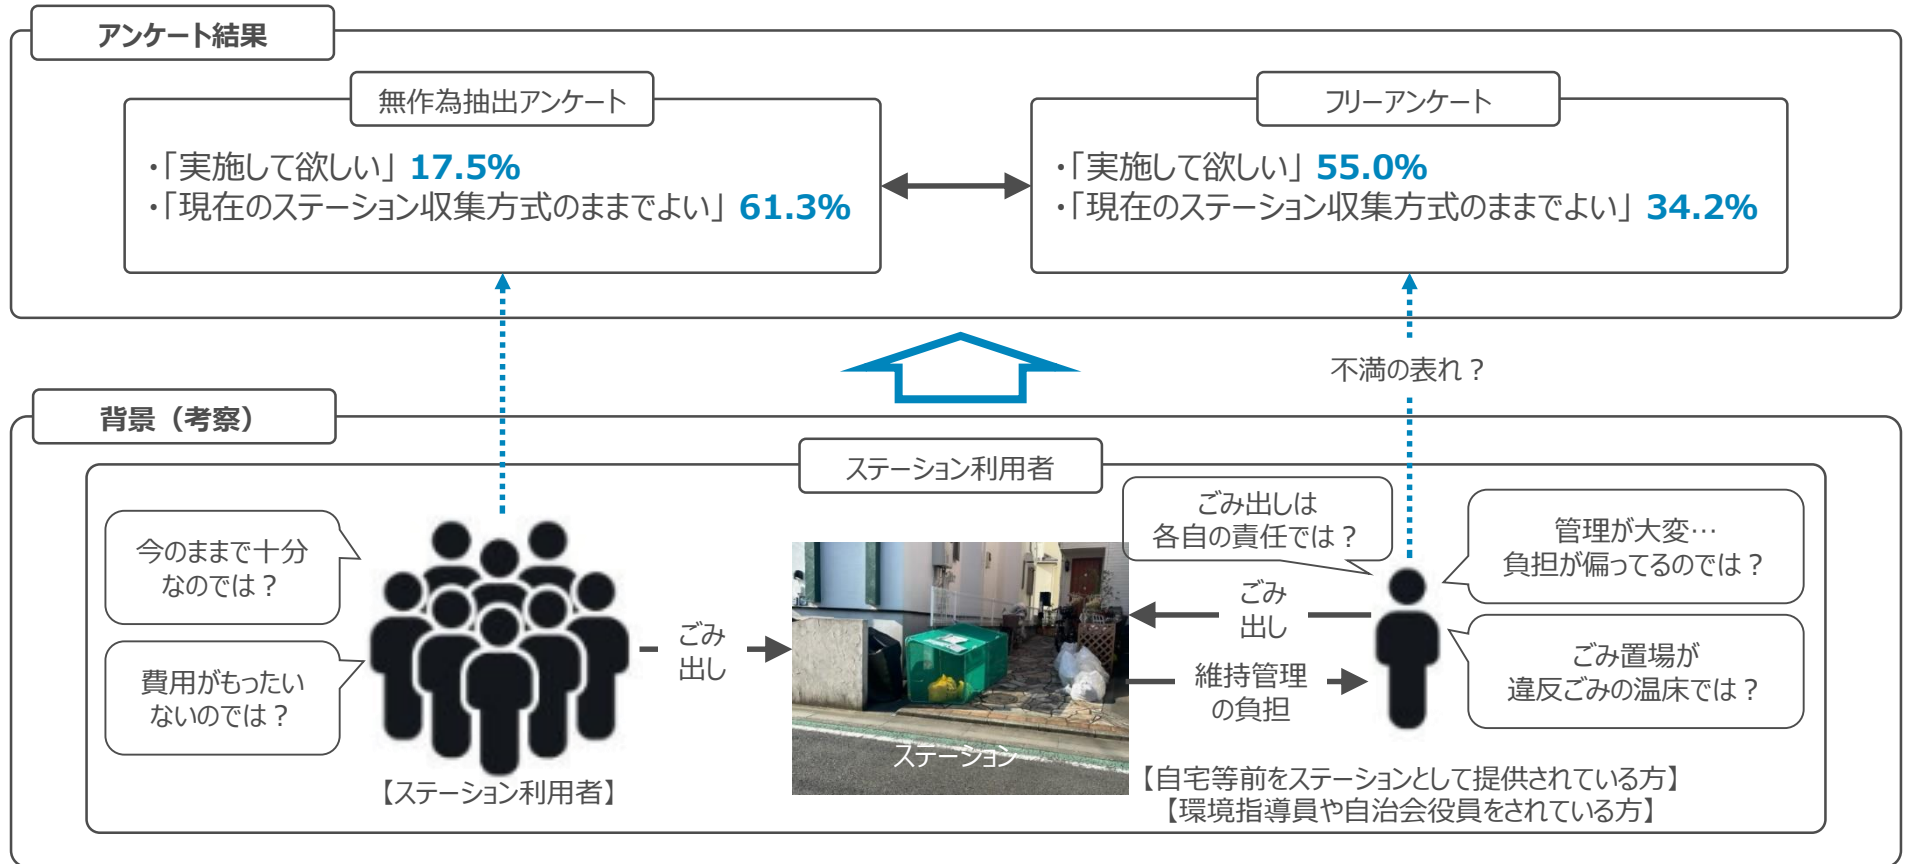 アンケート結果
無作為抽出アンケート
・「実施して欲しい」 17.5%
・「現在のステーション収集方式のままでよい」 61.3%
フリーアンケート
・「実施して欲しい」 55.0%
・「現在のステーション収集方式のままでよい」 34.2%
不満の表れ？
背景（考察）
ステーション利用者
今のままで十分
なのでは？
費用がもったい
ないのでは？
【ステーション利用者】
ごみ
出し
ステーション
ごみ出しは
各自の責任では？
ごみ
出し
維持管理
の負担
管理が大変…
負担が偏ってるのでは？
ごみ置場が
違反ごみの温床では？
【自宅等前をステーションとして提供されている方】
【環境指導員や自治会役員をされている方】